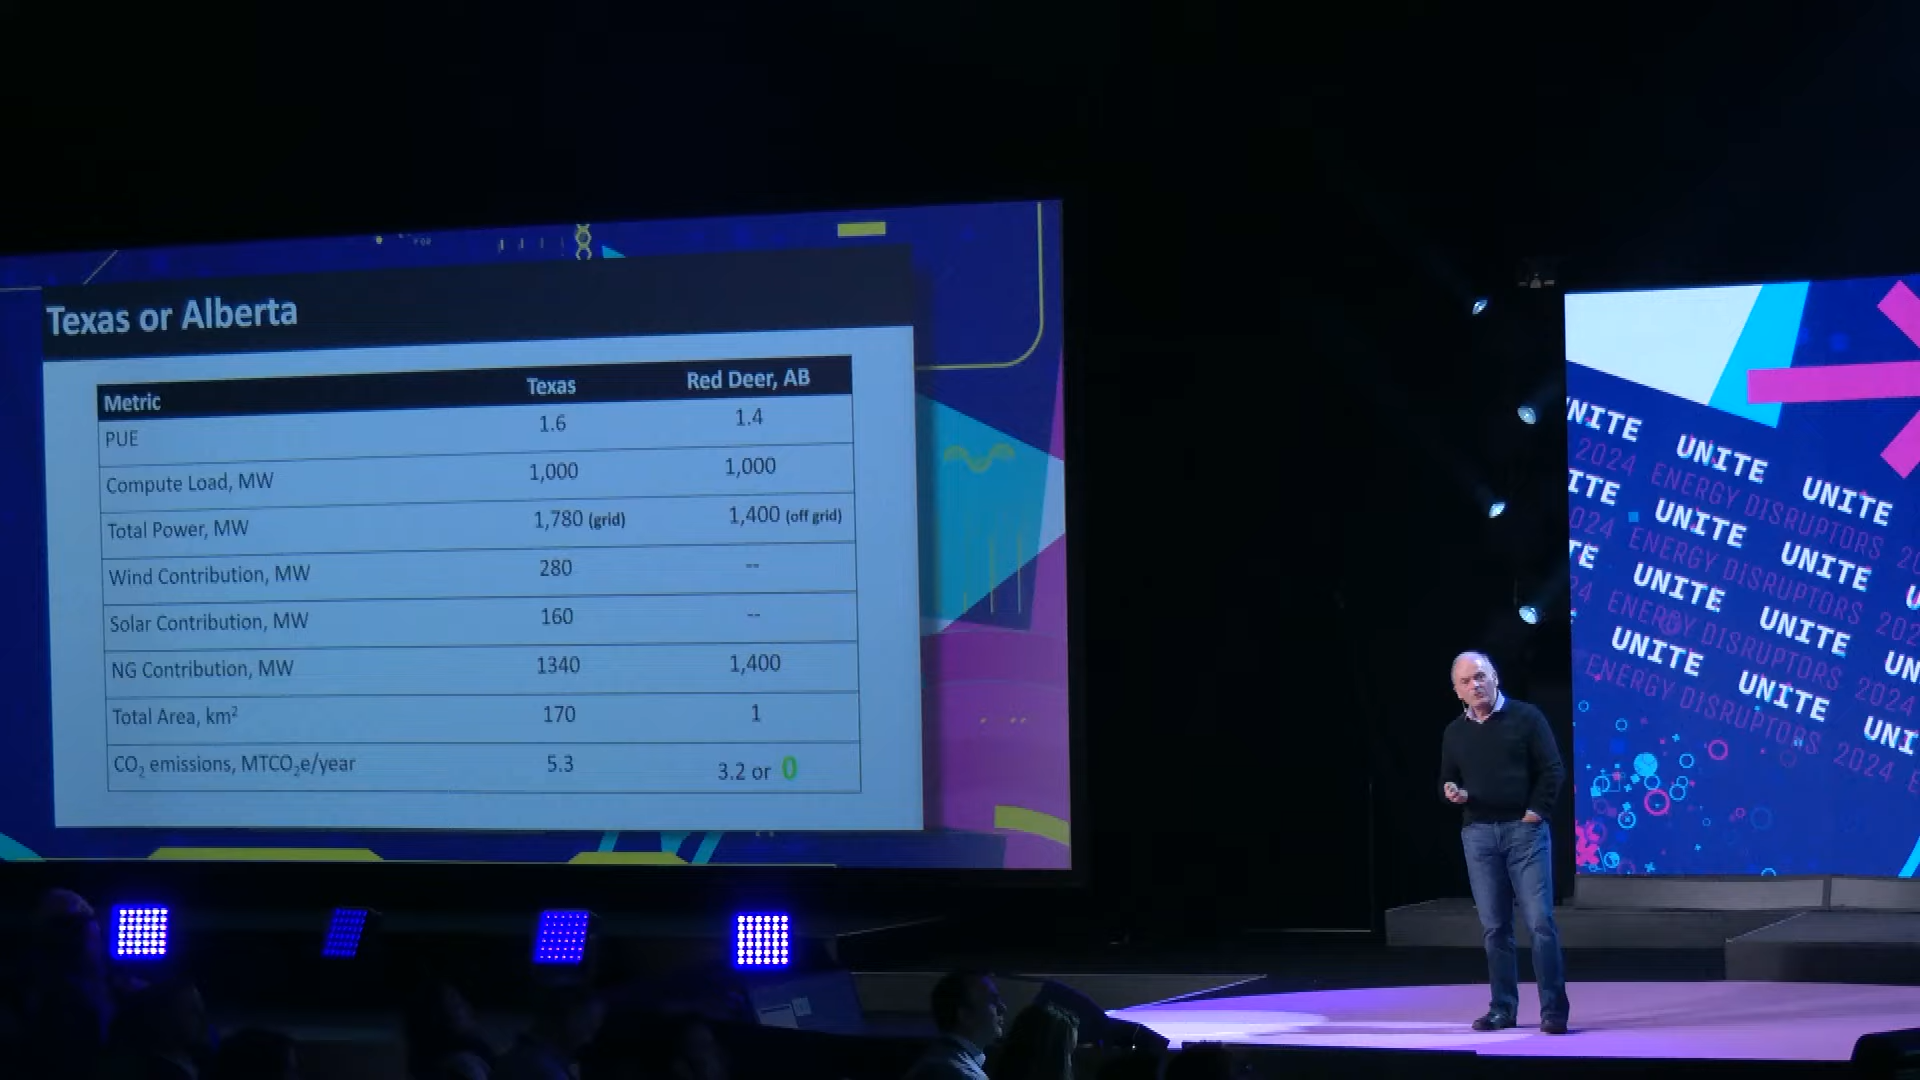 Texas or Alberta
Metric Texas Red Deer, AB
PUE 1.6 1.4
Compute Load, MW 1,000 1,000
Total Power, MW 1,780 (grid) 1,400 (off grid)
Wind Contribution, MW 280 --
Solar Contribution, MW 160 --
NG Contribution, MW 1340 1,400
Total Area, km² 170 1
CO₂ emissions, MTCO₂e/year 5.3 3.2 or 0
UNITE UNITE UNITE
2024 ENERGY DISRUPTORS
UNITE UNITE
2024 ENERGY DISRUPTORS
UNITE UNITE
ENERGY DISRUPTORS 2024
UNITE UNITE
ENERGY DISRUPTORS 2024